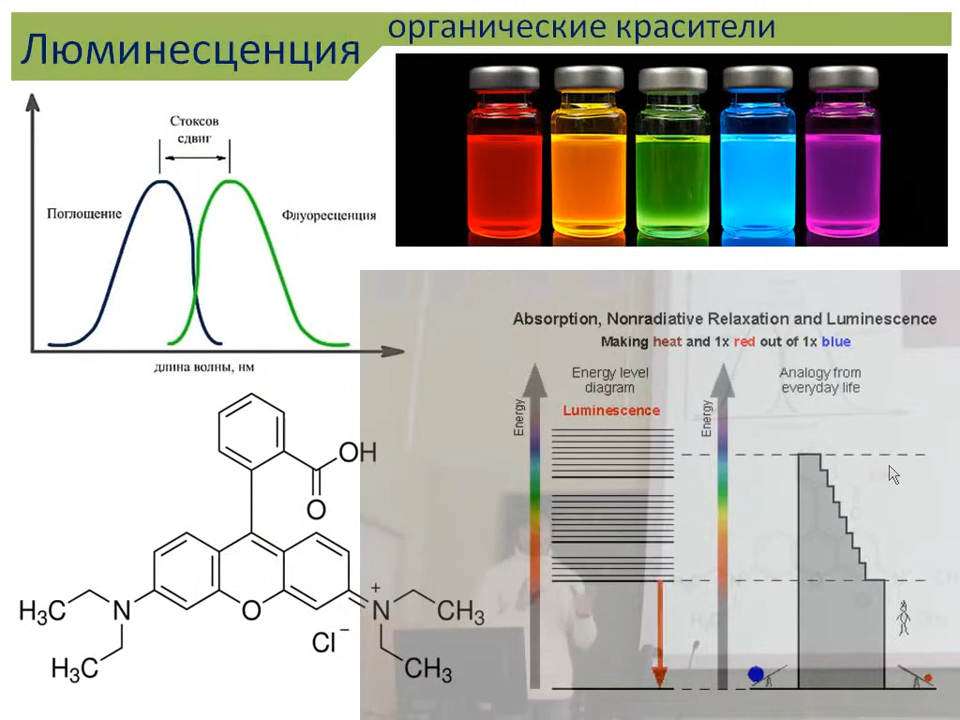 Люминесценция
органические красители
Стоксов
сдвиг
Поглощение
Флуоресценция
длина волны, нм
Absorption, Nonradiative Relaxation and Luminescence
Making heat and 1x red out of 1x blue
Energy level
diagram
Analogy from
everyday life
Luminescence
Energy
Energy
OH
O
O
N
+
N
H3C
CH3
Cl−
H3C
CH3